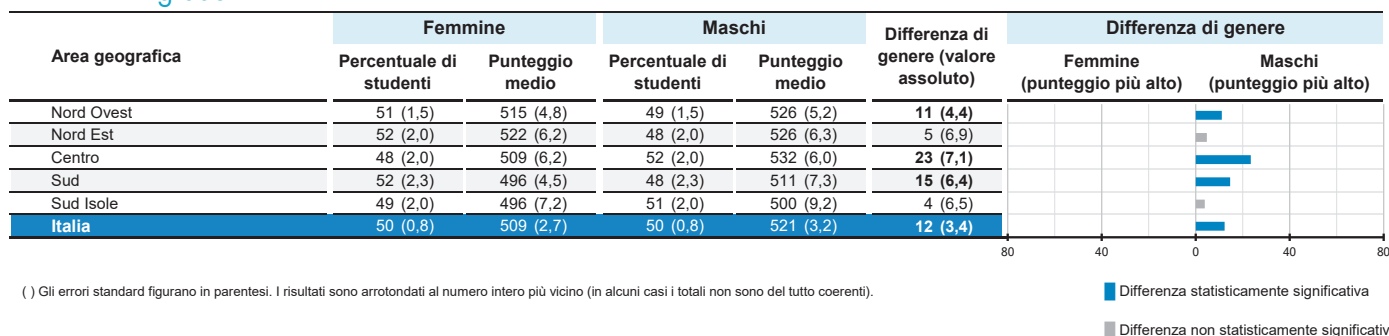 Femmine Maschi Differenza di genere (valore assoluto) Differenza di genere
Area geografica Percentuale di studenti Punteggio medio Percentuale di studenti Punteggio medio Femmine (punteggio più alto) Maschi (punteggio più alto)
Nord Ovest 51 (1,5) 515 (4,8) 49 (1,5) 526 (5,2) 11 (4,4)
Nord Est 52 (2,0) 522 (6,2) 48 (2,0) 526 (6,3) 5 (6,9)
Centro 48 (2,0) 509 (6,2) 52 (2,0) 532 (6,0) 23 (7,1)
Sud 52 (2,3) 496 (4,5) 48 (2,3) 511 (7,3) 15 (6,4)
Sud Isole 49 (2,0) 496 (7,2) 51 (2,0) 500 (9,2) 4 (6,5)
Italia 50 (0,8) 509 (2,7) 50 (0,8) 521 (3,2) 12 (3,4)
80 40 0 40 80
( ) Gli errori standard figurano in parentesi. I risultati sono arrotondati al numero intero più vicino (in alcuni casi i totali non sono del tutto coerenti).
Differenza statisticamente significativa
Differenza non statisticamente significativ